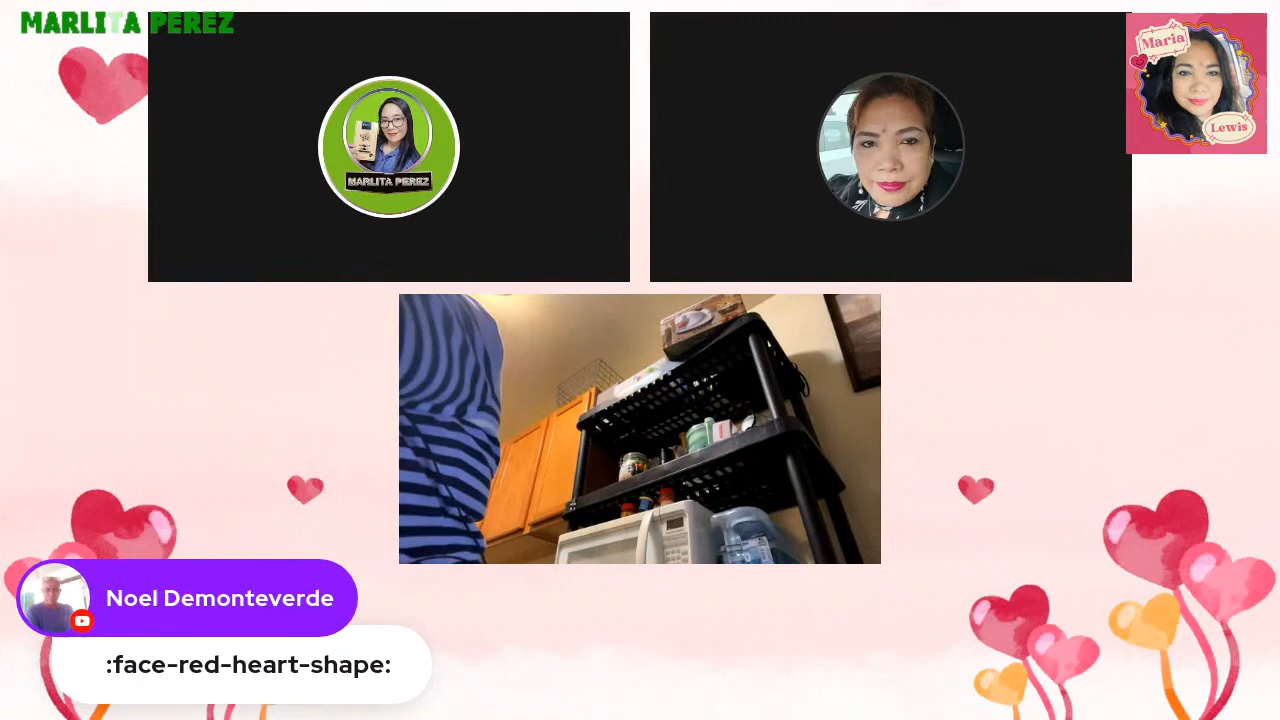 MARLITA PEREZ
MARLITA PEREZ
Maria
Lewis
Noel Demonteverde
:face-red-heart-shape: